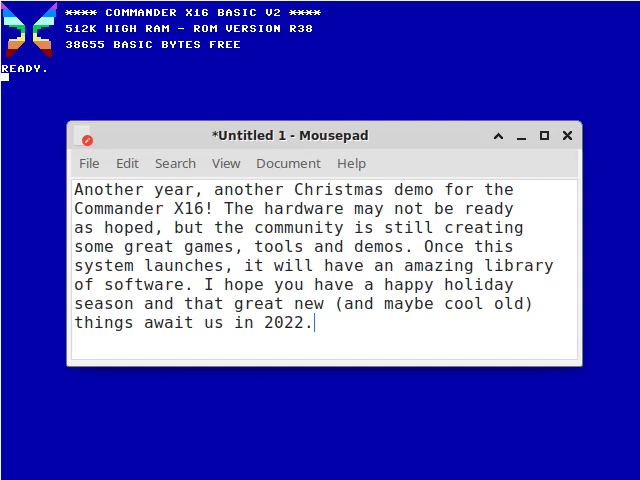 **** COMMANDER X16 BASIC V2 ****
512K HIGH RAM - ROM VERSION R38
38655 BASIC BYTES FREE
READY.
*Untitled 1 - Mousepad
File Edit Search View Document Help
Another year, another Christmas demo for the
Commander X16! The hardware may not be ready
as hoped, but the community is still creating
some great games, tools and demos. Once this
system launches, it will have an amazing library
of software. I hope you have a happy holiday
season and that great new (and maybe cool old)
things await us in 2022.